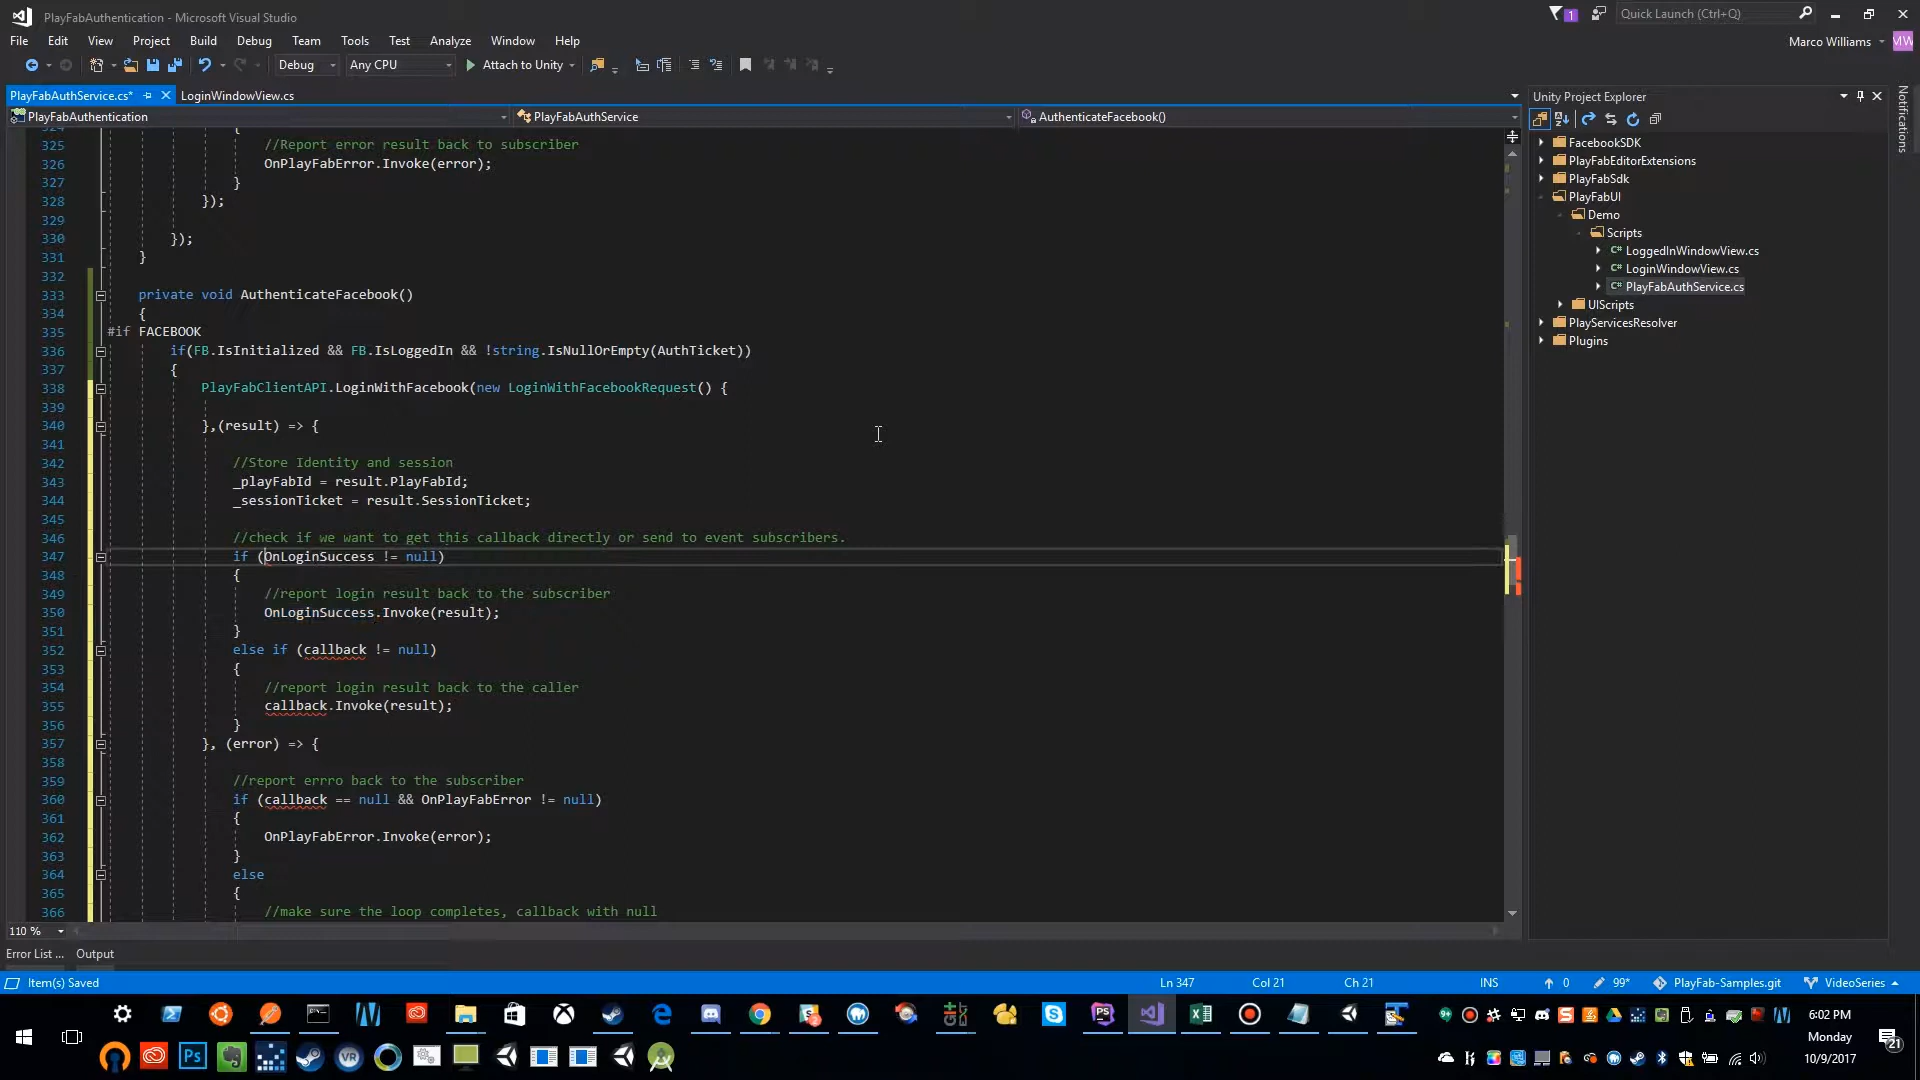 PlayFabAuthentication - Microsoft Visual Studio
1
Quick Launch (Ctrl+Q)
File Edit View Project Build Debug Team Tools Test Analyze Window Help
Marco Williams MW
Debug Any CPU Attach to Unity
PlayFabAuthService.cs* LoginWindowView.cs
PlayFabAuthentication PlayFabAuthService AuthenticateFacebook()
324 {
325 //Report error result back to subscriber
326 OnPlayFabError.Invoke(error);
327 }
328 });
329
330 });
331 }
332
333 private void AuthenticateFacebook()
334 {
335 #if FACEBOOK
336 if(FB.IsInitialized && FB.IsLoggedIn && !string.IsNullOrEmpty(AuthTicket))
337 {
338 PlayFabClientAPI.LoginWithFacebook(new LoginWithFacebookRequest() {
339
340 },(result) => {
341
342 //Store Identity and session
343 _playFabId = result.PlayFabId;
344 _sessionTicket = result.SessionTicket;
345
346 //check if we want to get this callback directly or send to event subscribers.
347 if (OnLoginSuccess != null)
348 {
349 //report login result back to the subscriber
350 OnLoginSuccess.Invoke(result);
351 }
352 else if (callback != null)
353 {
354 //report login result back to the caller
355 callback.Invoke(result);
356 }
357 }, (error) => {
358
359 //report errro back to the subscriber
360 if (callback == null && OnPlayFabError != null)
361 {
362 OnPlayFabError.Invoke(error);
363 }
364 else
365 {
366 //make sure the loop completes, callback with null
110 %
Unity Project Explorer
FacebookSDK
PlayFabEditorExtensions
PlayFabSdk
PlayFabUI
Demo
Scripts
C# LoggedInWindowView.cs
C# LoginWindowView.cs
C# PlayFabAuthService.cs
UIScripts
PlayServicesResolver
Plugins
Notifications
Error List ... Output
Item(s) Saved Ln 347 Col 21 Ch 21 INS 0 99* PlayFab-Samples.git VideoSeries
6:02 PM
Monday
10/9/2017
21
PS
Ps
VR